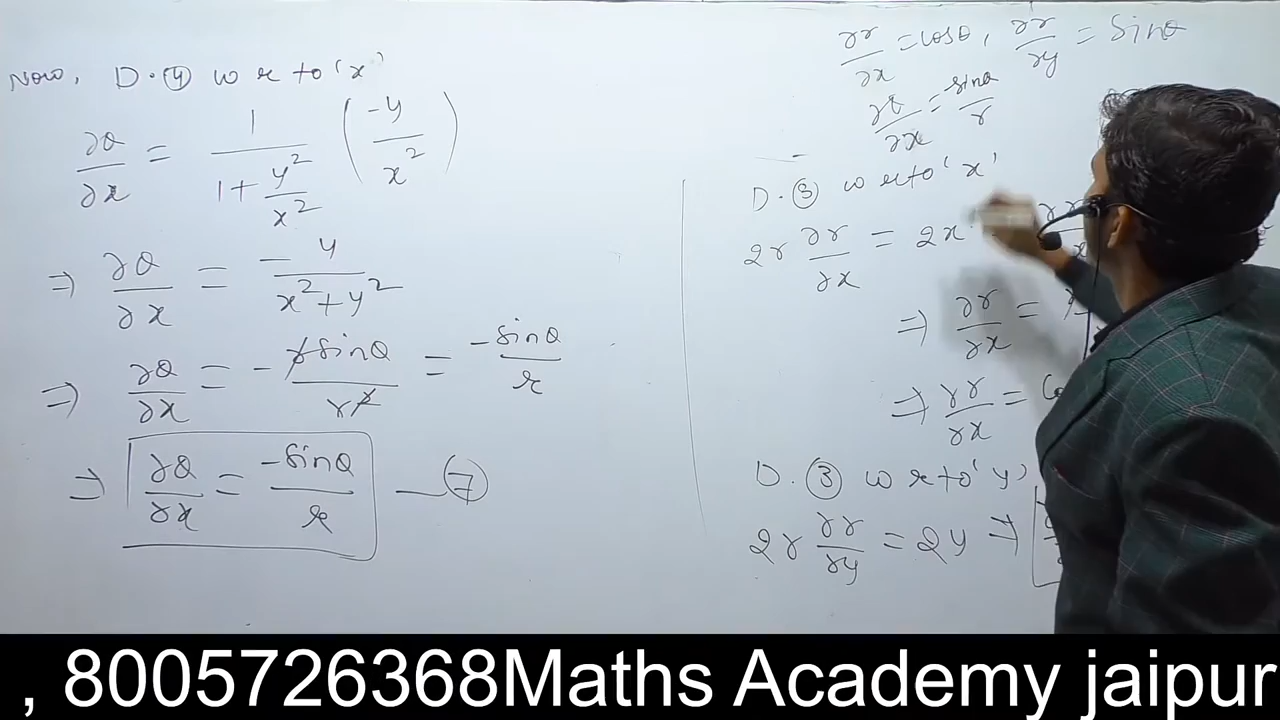 Now, D.④ w r to 'x'
∂θ/∂x = 1/(1+y²/x²) (-y/x²)
⇒ ∂θ/∂x = -y/(x²+y²)
⇒ ∂θ/∂x = -r sinθ/r² = -sinθ/r
⇒ ∂θ/∂x = -sinθ/r —⑦
∂r/∂x = cosθ, ∂r/∂y = sinθ
∂θ/∂x = -sinθ/r
D.③ w r to 'x'
2r ∂r/∂x = 2x
⇒ ∂r/∂x =
⇒ ∂r/∂x =
D.③ w r to 'y'
2r ∂r/∂y = 2y ⇒
, 8005726368Maths Academy jaipur